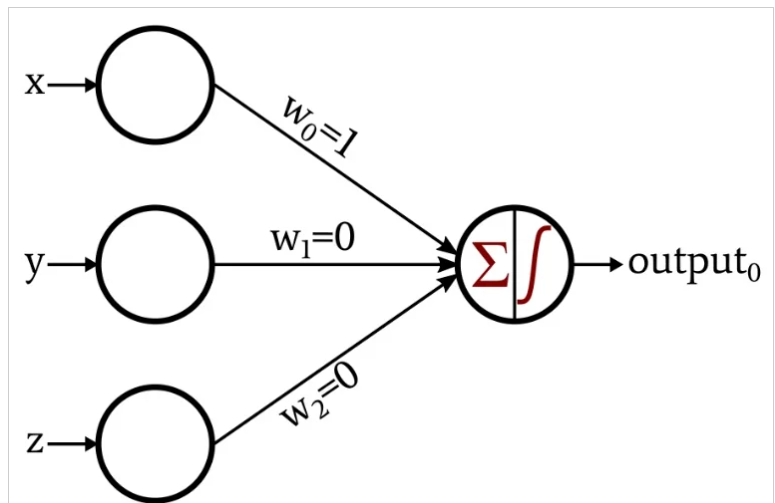 x
w₀=1
y
w₁=0
Σ ∫
output₀
z
w₂=0